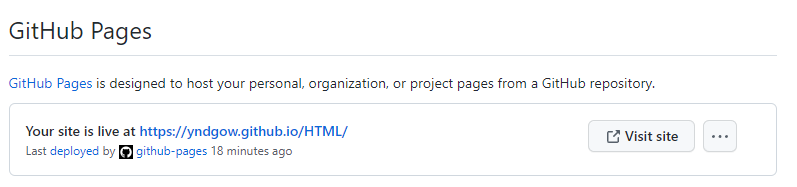 GitHub Pages
GitHub Pages is designed to host your personal, organization, or project pages from a GitHub repository.
Your site is live at https://yndgow.github.io/HTML/
Visit site
Last deployed by github-pages 18 minutes ago